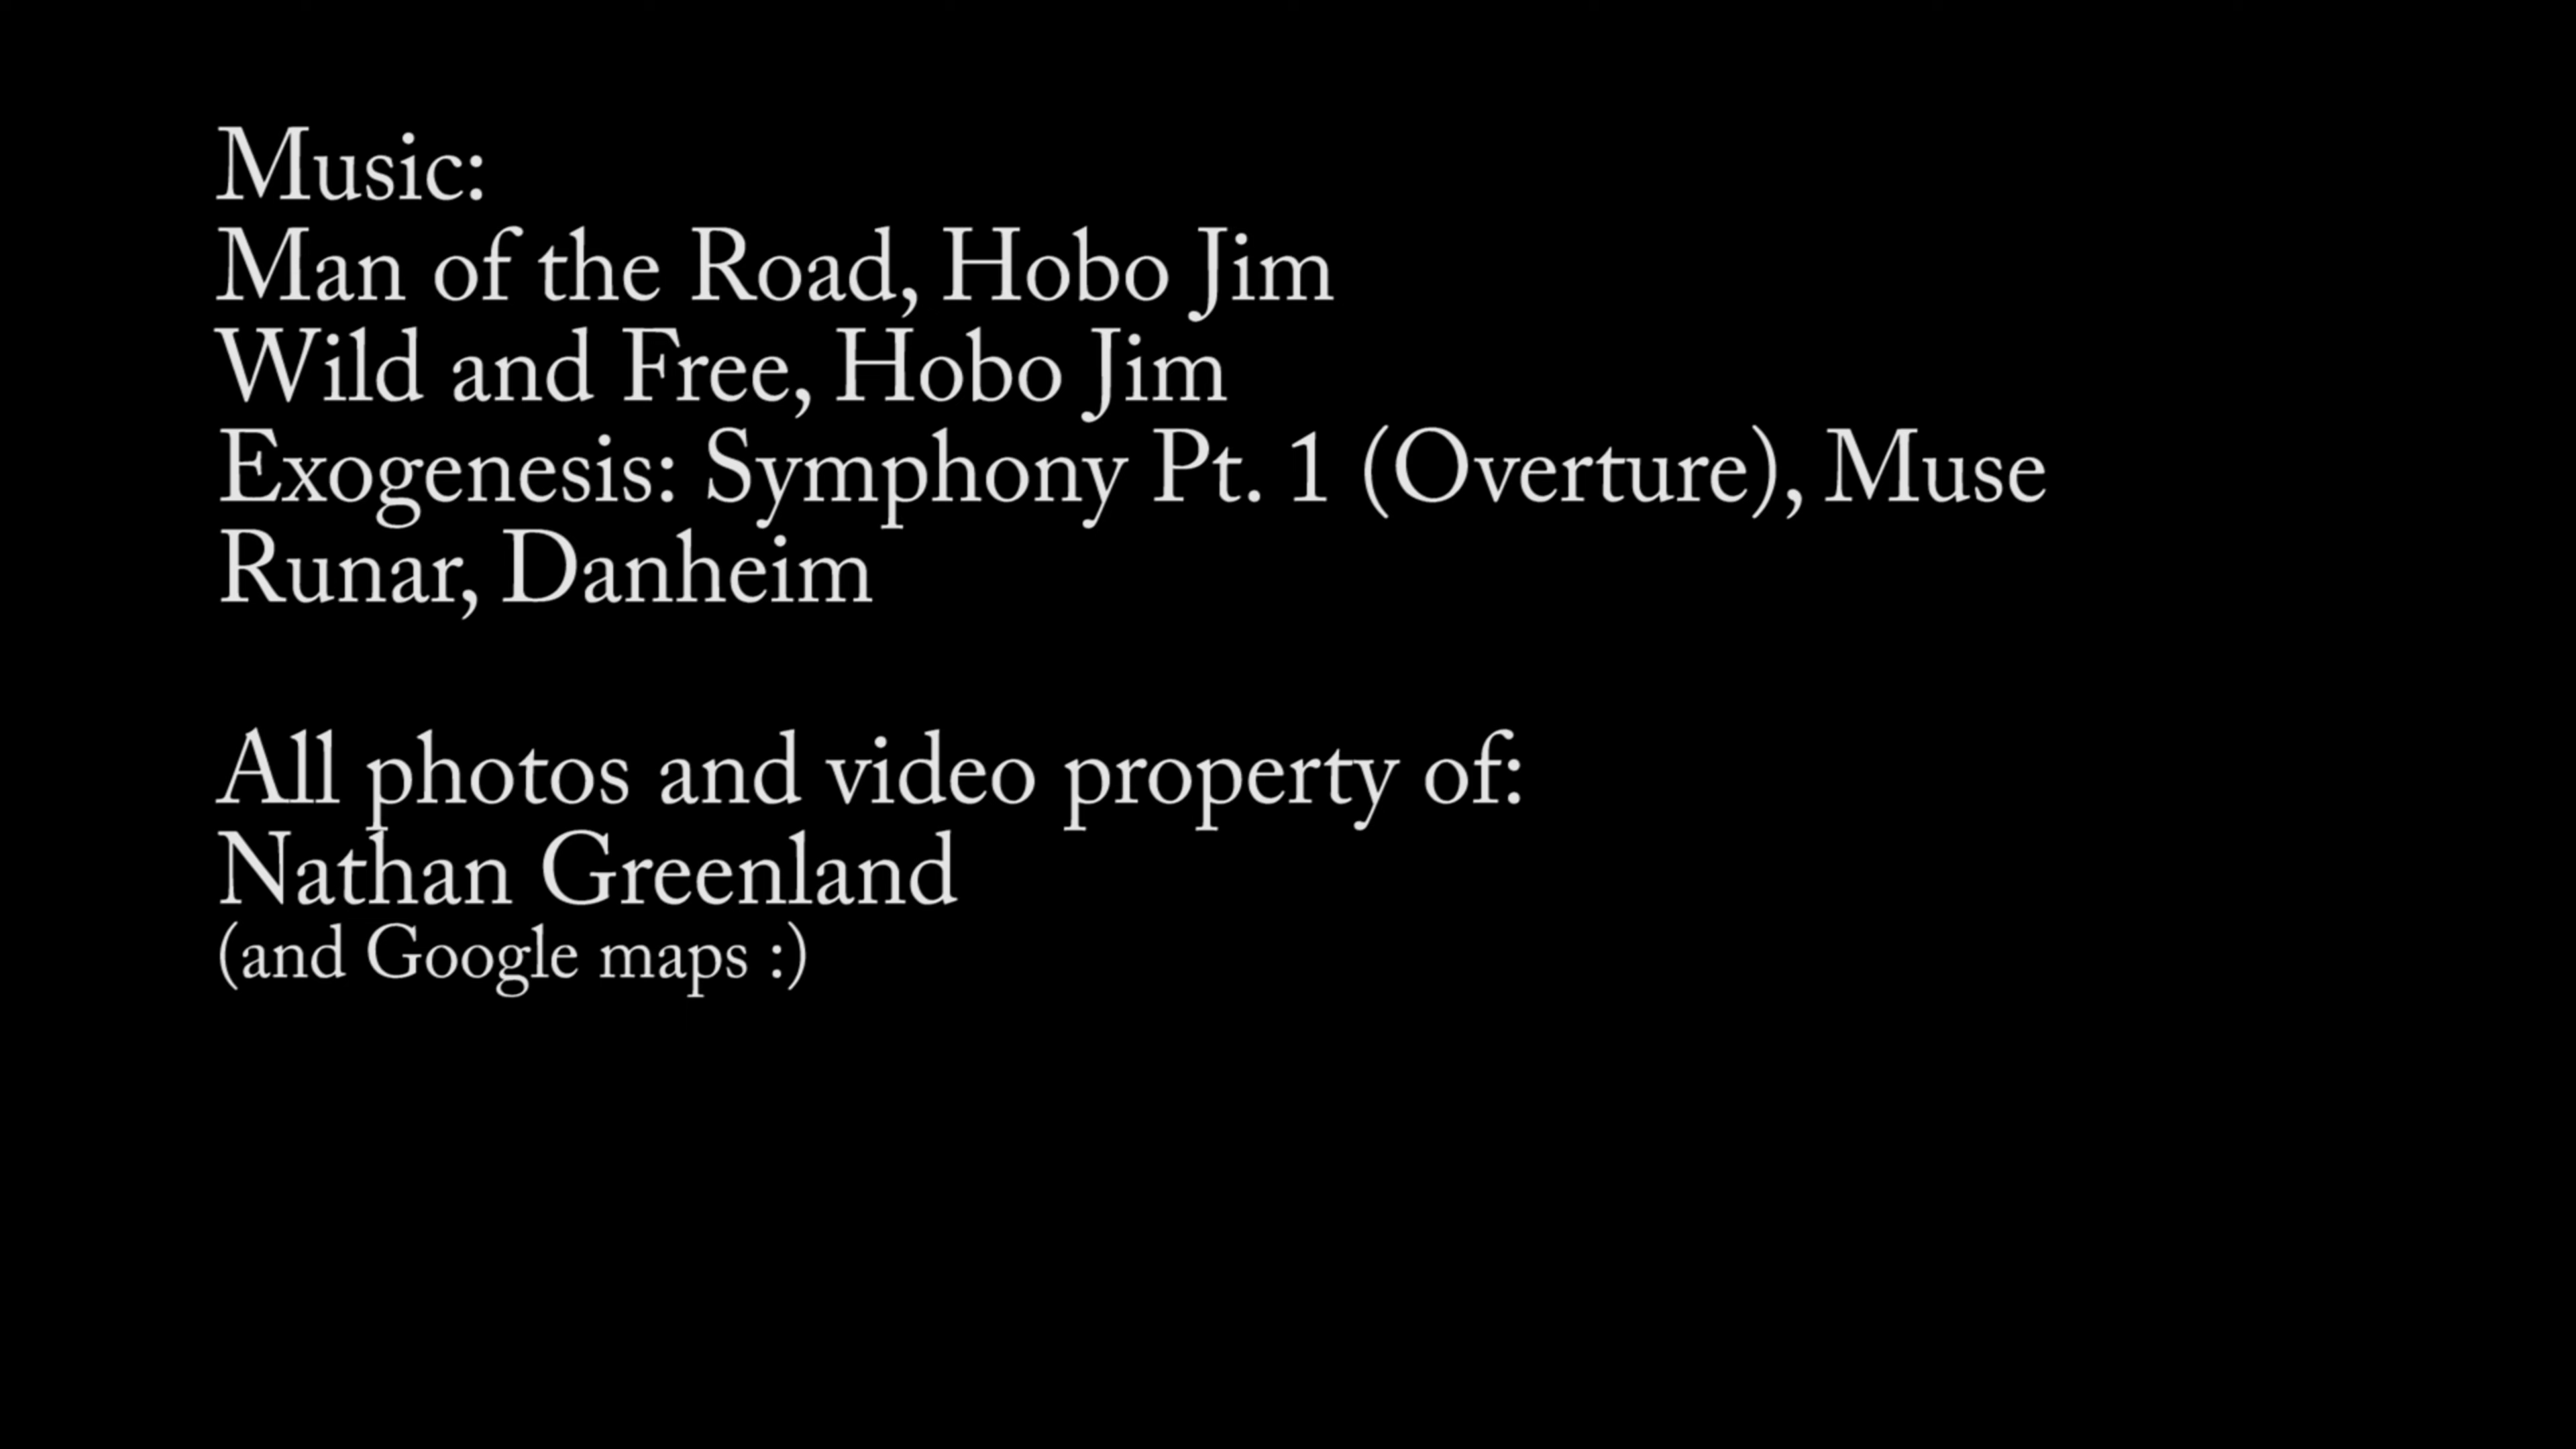 Music:
Man of the Road, Hobo Jim
Wild and Free, Hobo Jim
Exogenesis: Symphony Pt. 1 (Overture), Muse
Runar, Danheim
All photos and video property of:
Nathan Greenland
(and Google maps :)